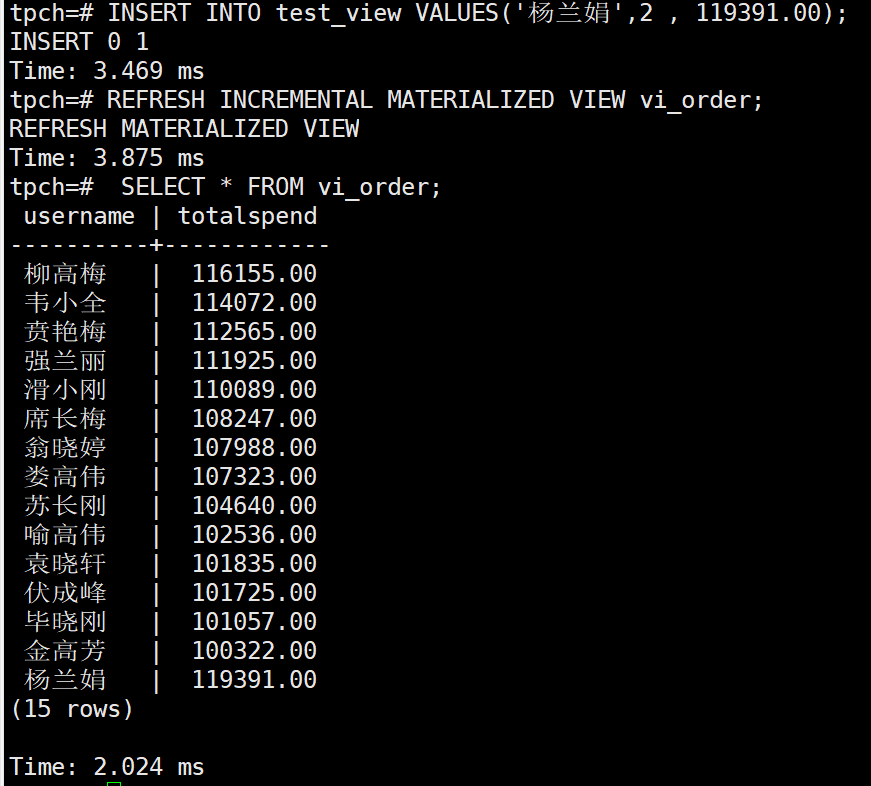 tpch=# INSERT INTO test_view VALUES('杨兰娟',2 , 119391.00);
INSERT 0 1
Time: 3.469 ms
tpch=# REFRESH INCREMENTAL MATERIALIZED VIEW vi_order;
REFRESH MATERIALIZED VIEW
Time: 3.875 ms
tpch=#  SELECT * FROM vi_order;
 username | totalspend
----------+------------
 柳高梅   |  116155.00
 韦小全   |  114072.00
 贲艳梅   |  112565.00
 强兰丽   |  111925.00
 滑小刚   |  110089.00
 席长梅   |  108247.00
 翁晓婷   |  107988.00
 娄高伟   |  107323.00
 苏长刚   |  104640.00
 喻高伟   |  102536.00
 袁晓轩   |  101835.00
 伏成峰   |  101725.00
 毕晓刚   |  101057.00
 金高芳   |  100322.00
 杨兰娟   |  119391.00
(15 rows)
Time: 2.024 ms